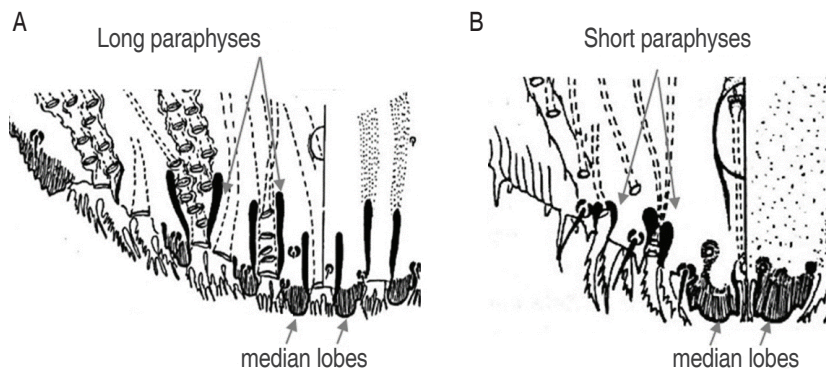 A
Long paraphyses
median lobes
B
Short paraphyses
median lobes